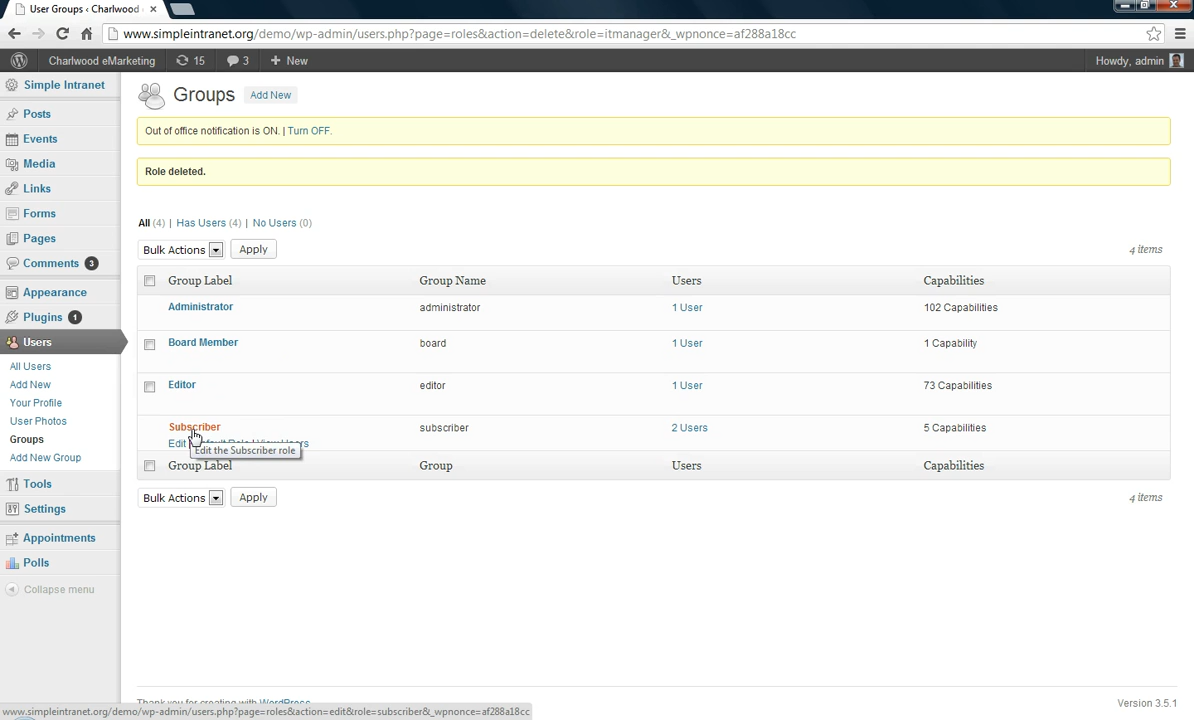 User Groups ‹ Charlwood
www.simpleintranet.org/demo/wp-admin/users.php?page=roles&action=delete&role=itmanager&_wpnonce=af288a18cc
Charlwood eMarketing 15 3 + New Howdy, admin
Simple Intranet
Posts
Events
Media
Links
Forms
Pages
Comments 3
Appearance
Plugins 1
Users
All Users
Add New
Your Profile
User Photos
Groups
Add New Group
Tools
Settings
Appointments
Polls
Collapse menu
Groups Add New
Out of office notification is ON. | Turn OFF.
Role deleted.
All (4) | Has Users (4) | No Users (0)
Bulk Actions Apply 4 items
Group Label Group Name Users Capabilities
Administrator administrator 1 User 102 Capabilities
Board Member board 1 User 1 Capability
Editor editor 1 User 73 Capabilities
Subscriber subscriber 2 Users 5 Capabilities
Edit Default Role | View Users
Edit the Subscriber role
Group Label Group Users Capabilities
Bulk Actions Apply 4 items
Thank you for creating with WordPress. Version 3.5.1
www.simpleintranet.org/demo/wp-admin/users.php?page=roles&action=edit&role=subscriber&_wpnonce=af288a18cc